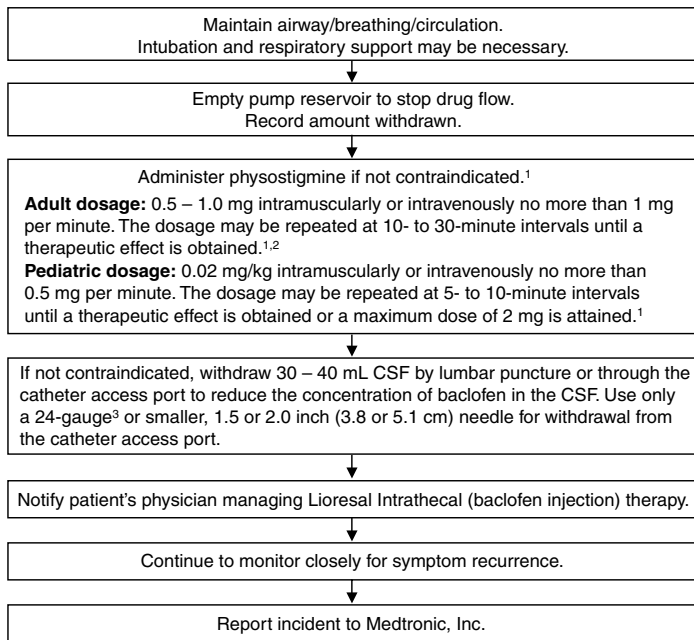 Maintain airway/breathing/circulation.
Intubation and respiratory support may be necessary.
Empty pump reservoir to stop drug flow.
Record amount withdrawn.
Administer physostigmine if not contraindicated.¹
Adult dosage: 0.5 – 1.0 mg intramuscularly or intravenously no more than 1 mg
per minute. The dosage may be repeated at 10- to 30-minute intervals until a
therapeutic effect is obtained.¹,²
Pediatric dosage: 0.02 mg/kg intramuscularly or intravenously no more than
0.5 mg per minute. The dosage may be repeated at 5- to 10-minute intervals
until a therapeutic effect is obtained or a maximum dose of 2 mg is attained.¹
If not contraindicated, withdraw 30 – 40 mL CSF by lumbar puncture or through the
catheter access port to reduce the concentration of baclofen in the CSF. Use only
a 24-gauge³ or smaller, 1.5 or 2.0 inch (3.8 or 5.1 cm) needle for withdrawal from
the catheter access port.
Notify patient's physician managing Lioresal Intrathecal (baclofen injection) therapy.
Continue to monitor closely for symptom recurrence.
Report incident to Medtronic, Inc.